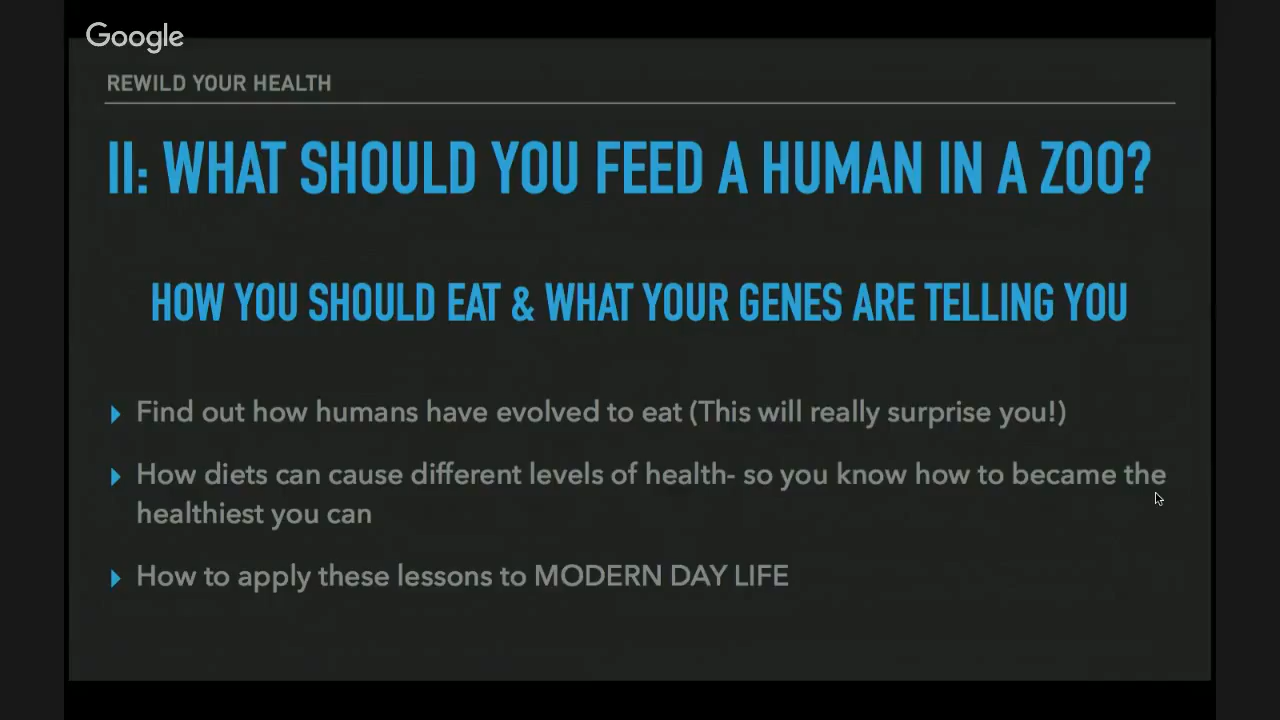 Google
REWILD YOUR HEALTH
II: WHAT SHOULD YOU FEED A HUMAN IN A ZOO?
HOW YOU SHOULD EAT & WHAT YOUR GENES ARE TELLING YOU
Find out how humans have evolved to eat (This will really surprise you!)
How diets can cause different levels of health- so you know how to became the
healthiest you can
How to apply these lessons to MODERN DAY LIFE